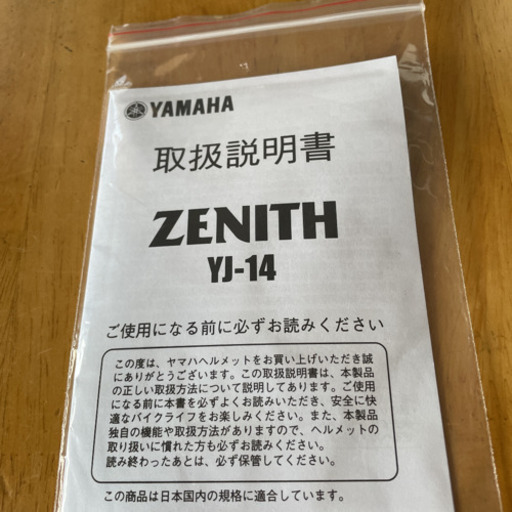 YAMAHA
取扱説明書
ZENITH
YJ-14
ご使用になる前に必ずお読みください
この度は、ヤマハヘルメットをお買い上げいただき誠
にありがとうございます。この取扱説明書は、本製品
の正しい取扱方法について説明してあります。ご使用
になる前に本書を必ずよくお読みいただき、安全に快
適なバイクライフをお楽しみください。また、本製品
独自の機能や取扱方法がありますので、ヘルメットの
取り扱いに慣れた方も必ずお読みください。
読み終わったあとは、必ず保管してください。
この商品は日本国内の規格に適合しています。